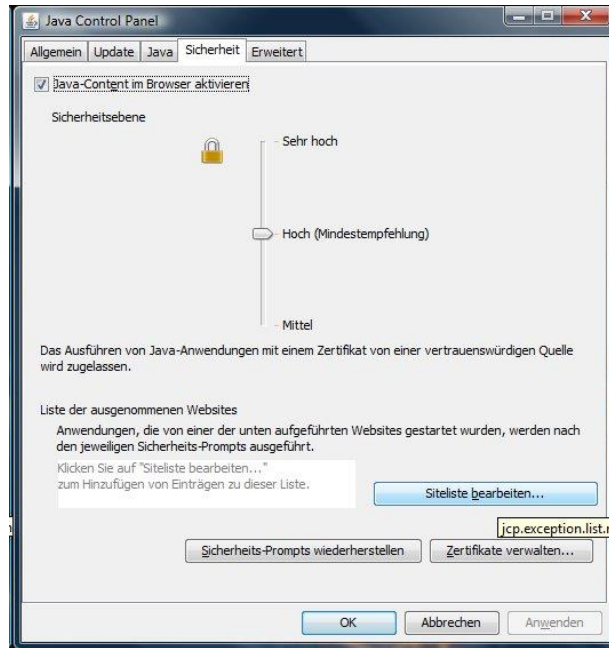 Java Control Panel
Allgemein Update Java Sicherheit Erweitert
Java-Content im Browser aktivieren
Sicherheitsebene
Sehr hoch
Hoch (Mindestempfehlung)
Mittel
Das Ausführen von Java-Anwendungen mit einem Zertifikat von einer vertrauenswürdigen Quelle
wird zugelassen.
Liste der ausgenommenen Websites
Anwendungen, die von einer der unten aufgeführten Websites gestartet wurden, werden nach
den jeweiligen Sicherheits-Prompts ausgeführt.
Klicken Sie auf "Siteliste bearbeiten..."
zum Hinzufügen von Einträgen zu dieser Liste.
Siteliste bearbeiten...
jcp.exception.list.
Sicherheits-Prompts wiederherstellen Zertifikate verwalten...
OK Abbrechen Anwenden